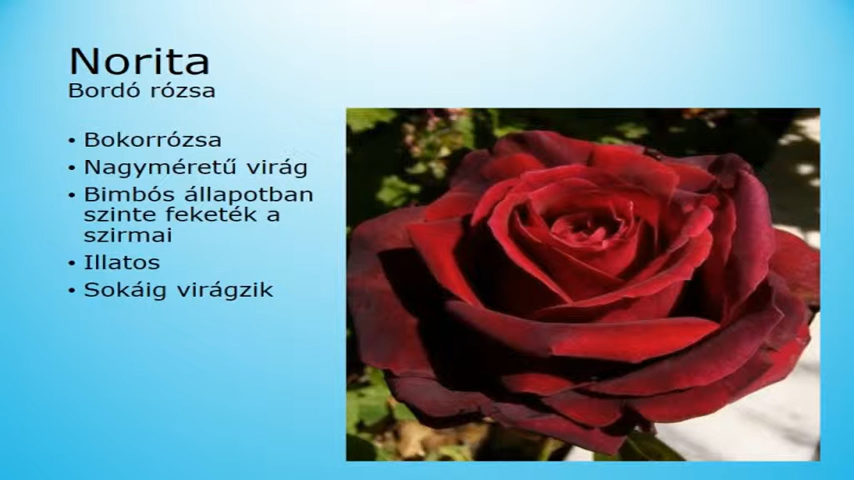 Norita
Bordó rózsa
• Bokorrózsa
• Nagyméretű virág
• Bimbós állapotban
szinte feketék a
szirmai
• Illatos
• Sokáig virágzik